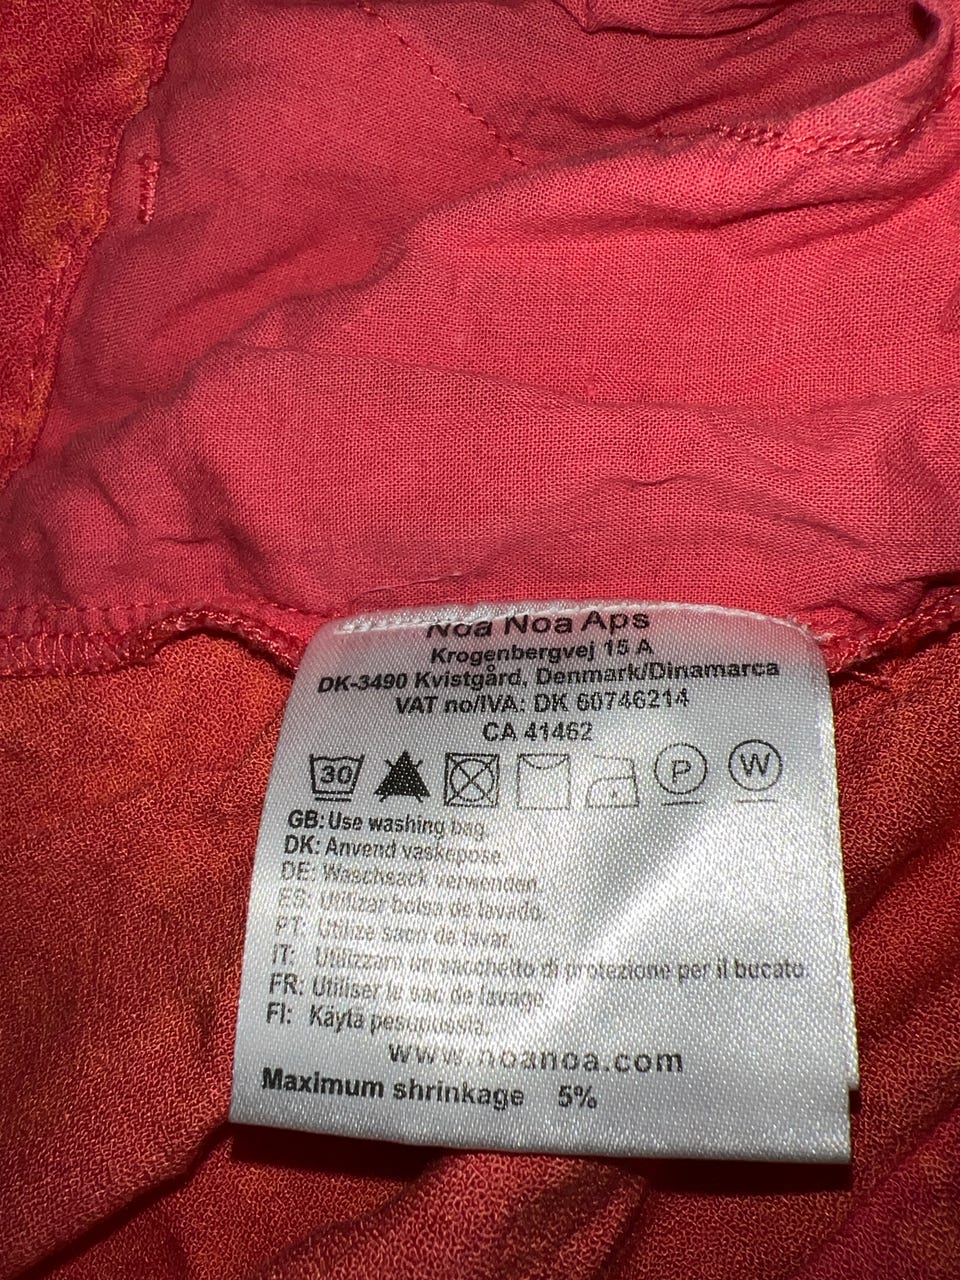 Noa Noa Aps
Krogenbergvej 15 A
DK-3490 Kvistgård, Denmark/Dinamarca
VAT no/IVA: DK 60746214
CA 41462
30 P W
GB: Use washing bag.
DK: Anvend vaskepose.
DE: Waschsack verwenden.
ES: Utilizar bolsa de lavado.
PT: Utilize saco de lavar.
IT: Utilizzare un sacchetto di protezione per il bucato.
FR: Utiliser le sac de lavage.
FI: Käytä pesupussia.
www.noanoa.com
Maximum shrinkage 5%